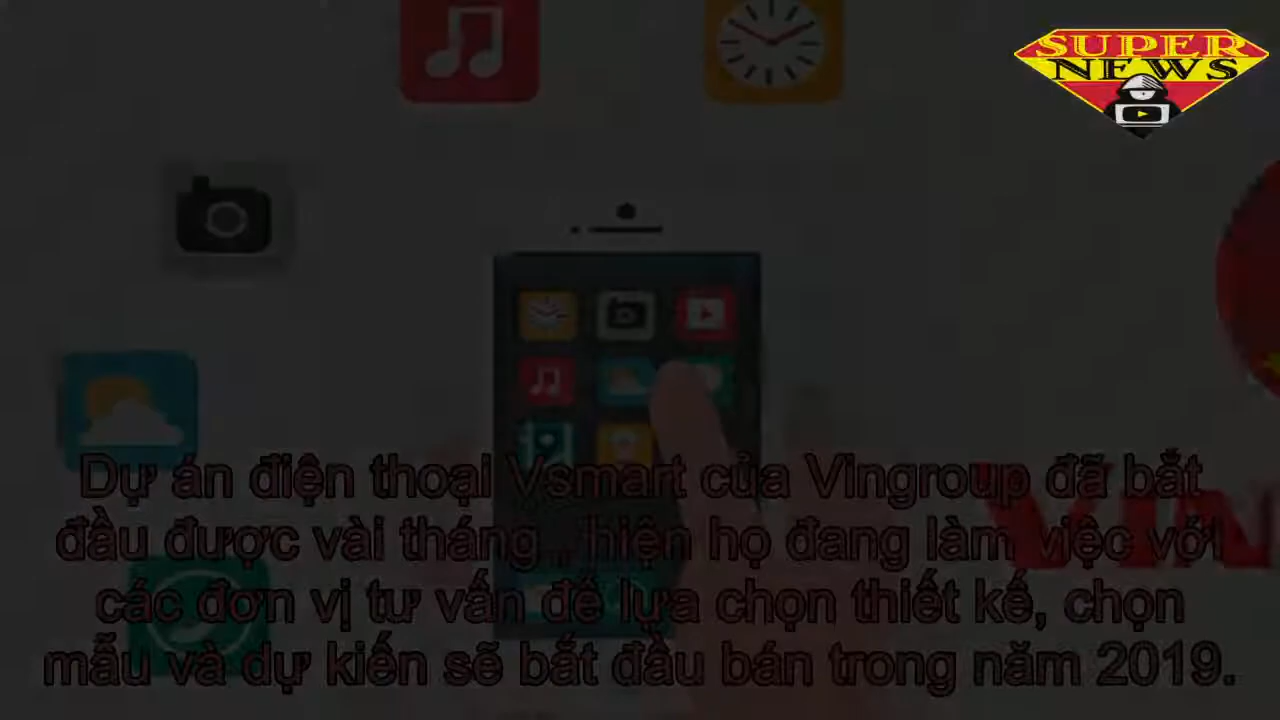 SUPER
NEWS
Dự án điện thoại Vsmart của Vingroup đã bắt
đầu được vài tháng , hiện họ đang làm việc với
các đơn vị tư vấn để lựa chọn thiết kế, chọn
mẫu và dự kiến sẽ bắt đầu bán trong năm 2019.
VIN